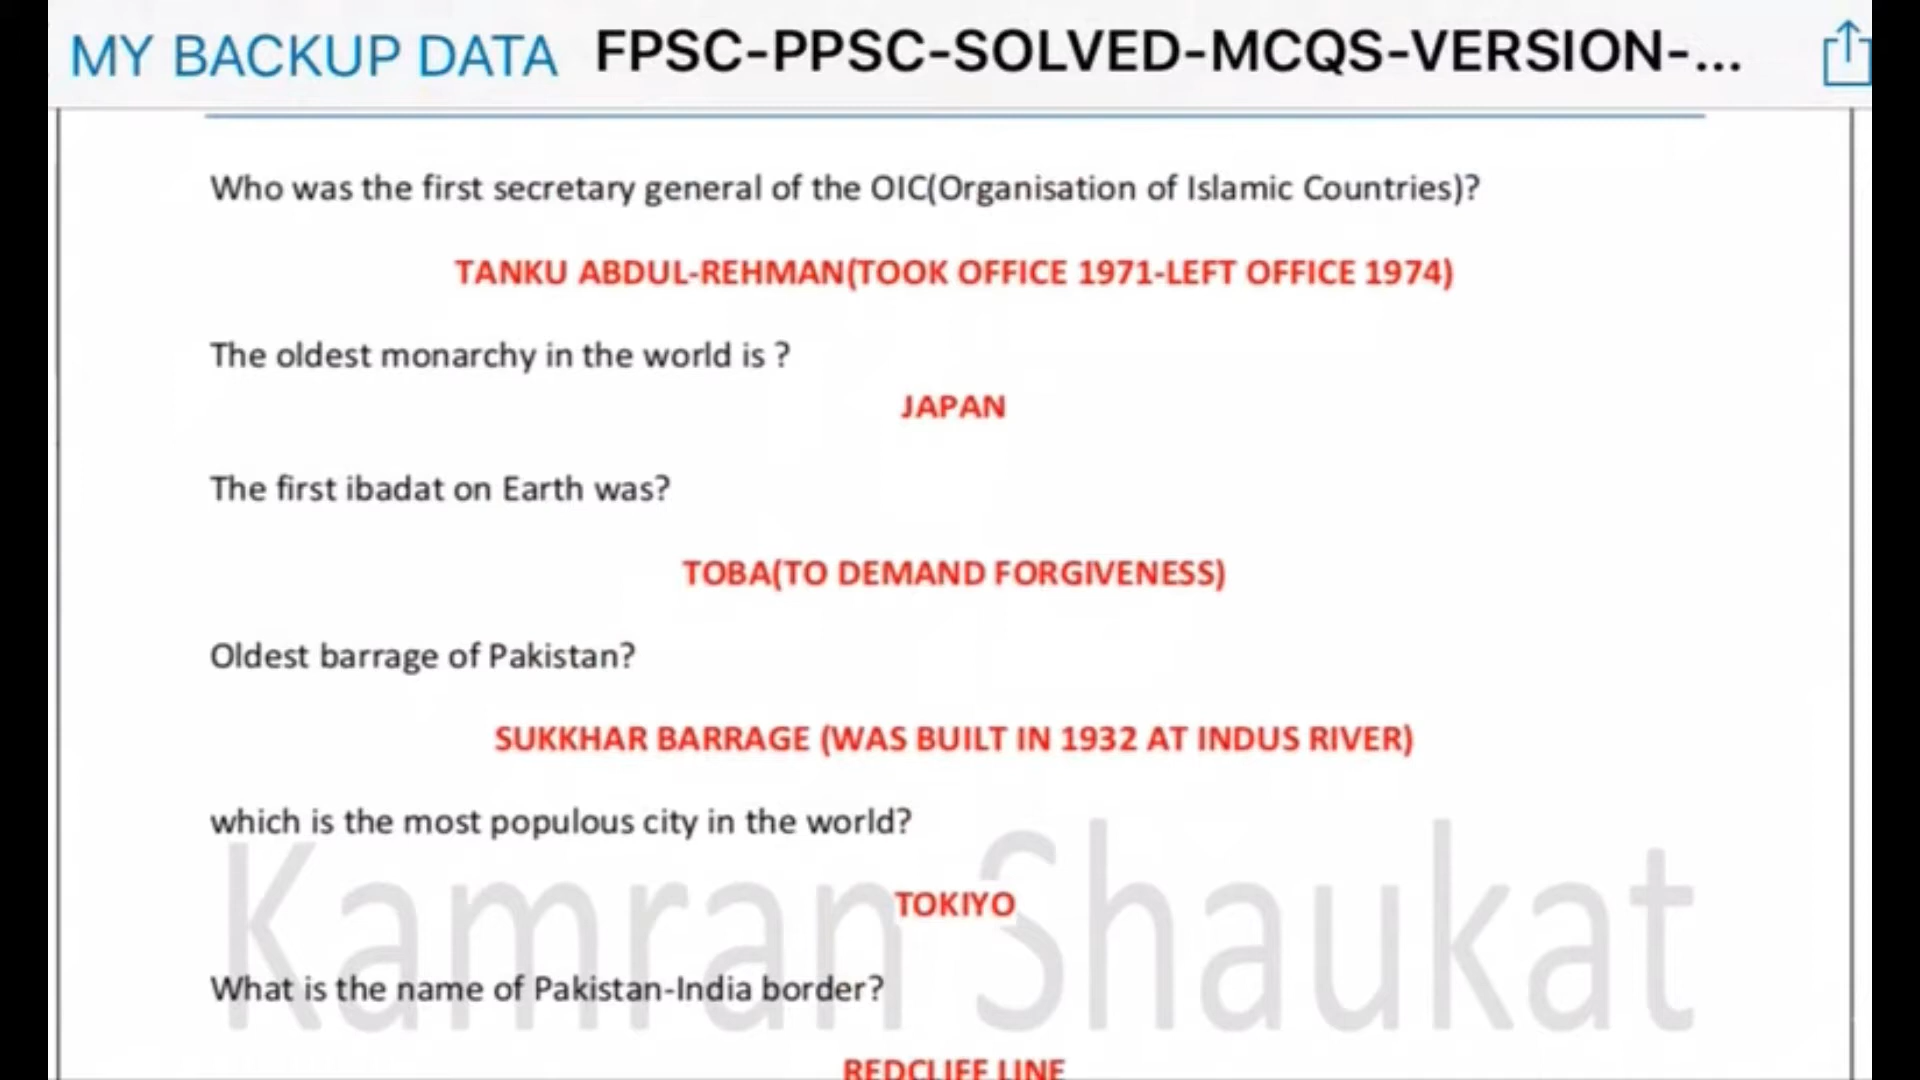 MY BACKUP DATA FPSC-PPSC-SOLVED-MCQS-VERSION-...
Who was the first secretary general of the OIC(Organisation of Islamic Countries)?
TANKU ABDUL-REHMAN(TOOK OFFICE 1971-LEFT OFFICE 1974)
The oldest monarchy in the world is ?
JAPAN
The first ibadat on Earth was?
TOBA(TO DEMAND FORGIVENESS)
Oldest barrage of Pakistan?
SUKKHAR BARRAGE (WAS BUILT IN 1932 AT INDUS RIVER)
which is the most populous city in the world?
Kamran Shaukat
TOKIYO
What is the name of Pakistan-India border?
REDCLIFF LINE